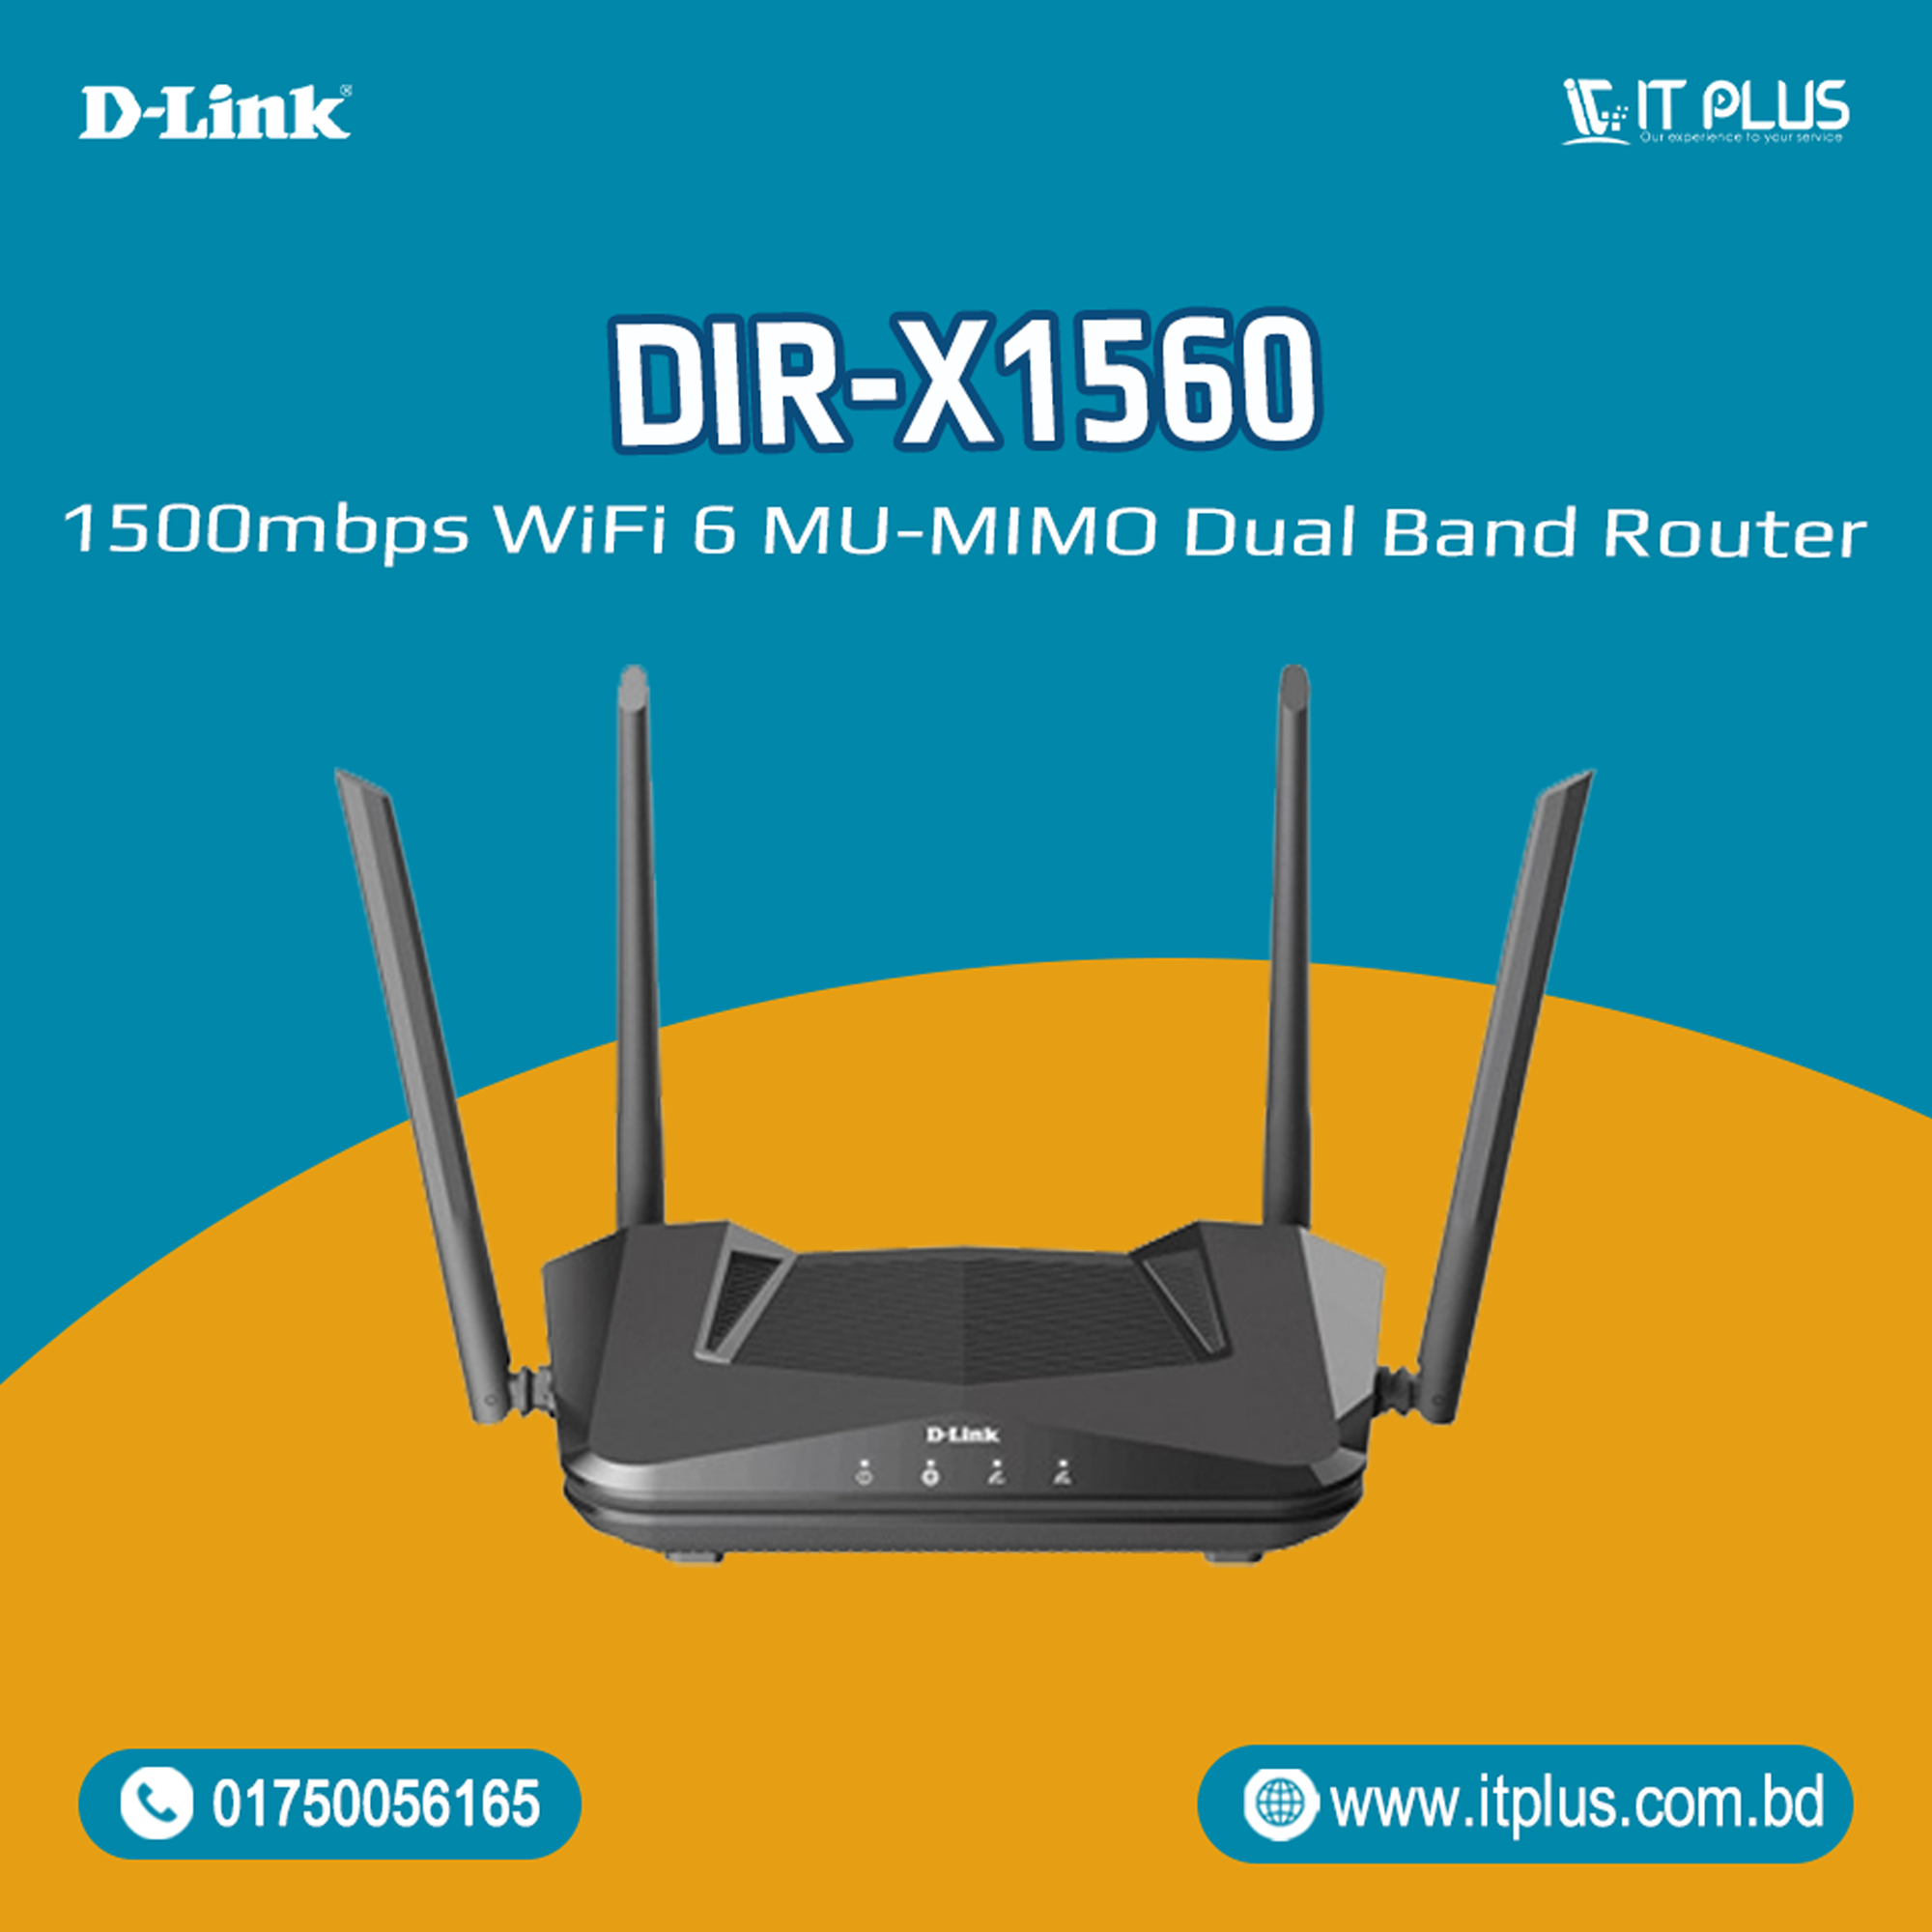 D-Link®
IT PLUS
Our experience to your service
DIR-X1560
1500mbps WiFi 6 MU-MIMO Dual Band Router
D-Link
01750056165
www.itplus.com.bd